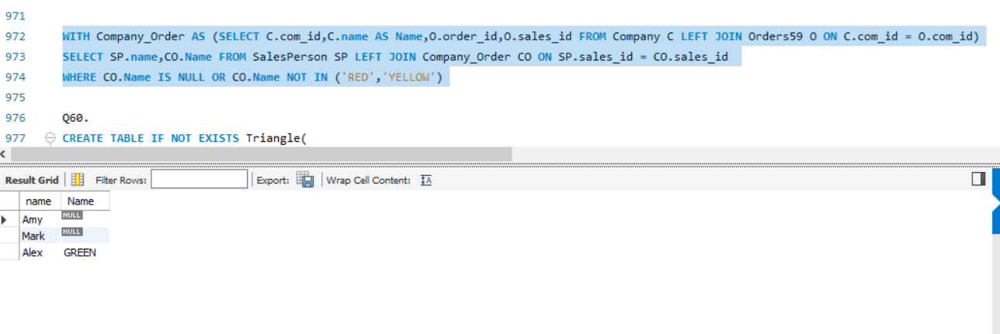 971
972 WITH Company_Order AS (SELECT C.com_id,C.name AS Name,O.order_id,O.sales_id FROM Company C LEFT JOIN Orders59 O ON C.com_id = O.com_id)
973 SELECT SP.name,CO.Name FROM SalesPerson SP LEFT JOIN Company_Order CO ON SP.sales_id = CO.sales_id
974 WHERE CO.Name IS NULL OR CO.Name NOT IN ('RED','YELLOW')
975
976 Q60.
977 CREATE TABLE IF NOT EXISTS Triangle(
Result Grid Filter Rows: Export: Wrap Cell Content: IA
name Name
Amy NULL
Mark NULL
Alex GREEN